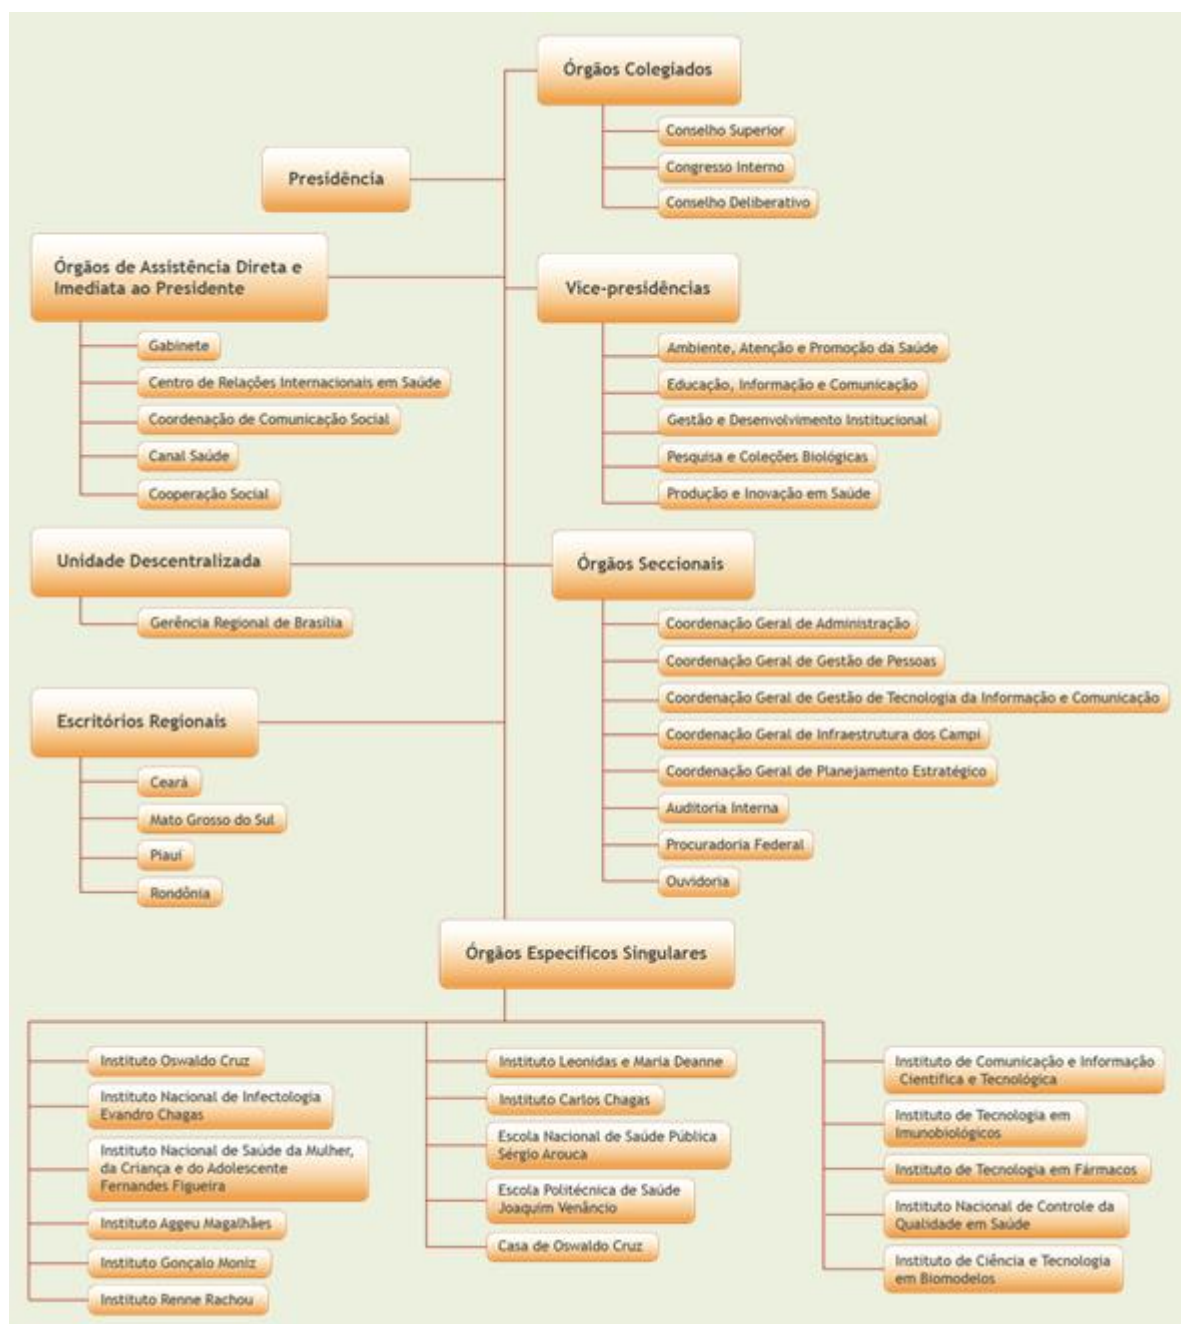 Órgãos Colegiados
Conselho Superior
Congresso Interno
Conselho Deliberativo
Presidência
Órgãos de Assistência Direta e
Imediata ao Presidente
Gabinete
Centro de Relações Internacionais em Saúde
Coordenação de Comunicação Social
Canal Saúde
Cooperação Social
Vice-presidências
Ambiente, Atenção e Promoção da Saúde
Educação, Informação e Comunicação
Gestão e Desenvolvimento Institucional
Pesquisa e Coleções Biológicas
Produção e Inovação em Saúde
Unidade Descentralizada
Gerência Regional de Brasília
Órgãos Seccionais
Coordenação Geral de Administração
Coordenação Geral de Gestão de Pessoas
Coordenação Geral de Gestão de Tecnologia da Informação e Comunicação
Coordenação Geral de Infraestrutura dos Campi
Coordenação Geral de Planejamento Estratégico
Auditoria Interna
Procuradoria Federal
Ouvidoria
Escritórios Regionais
Ceará
Mato Grosso do Sul
Piauí
Rondônia
Órgãos Específicos Singulares
Instituto Oswaldo Cruz
Instituto Nacional de Infectologia
Evandro Chagas
Instituto Nacional de Saúde da Mulher,
da Criança e do Adolescente
Fernandes Figueira
Instituto Aggeu Magalhães
Instituto Gonçalo Moniz
Instituto Renne Rachou
Instituto Leonidas e Maria Deanne
Instituto Carlos Chagas
Escola Nacional de Saúde Pública
Sérgio Arouca
Escola Politécnica de Saúde
Joaquim Venâncio
Casa de Oswaldo Cruz
Instituto de Comunicação e Informação
Científica e Tecnológica
Instituto de Tecnologia em
Imunobiológicos
Instituto de Tecnologia em Fármacos
Instituto Nacional de Controle da
Qualidade em Saúde
Instituto de Ciência e Tecnologia
em Biomodelos